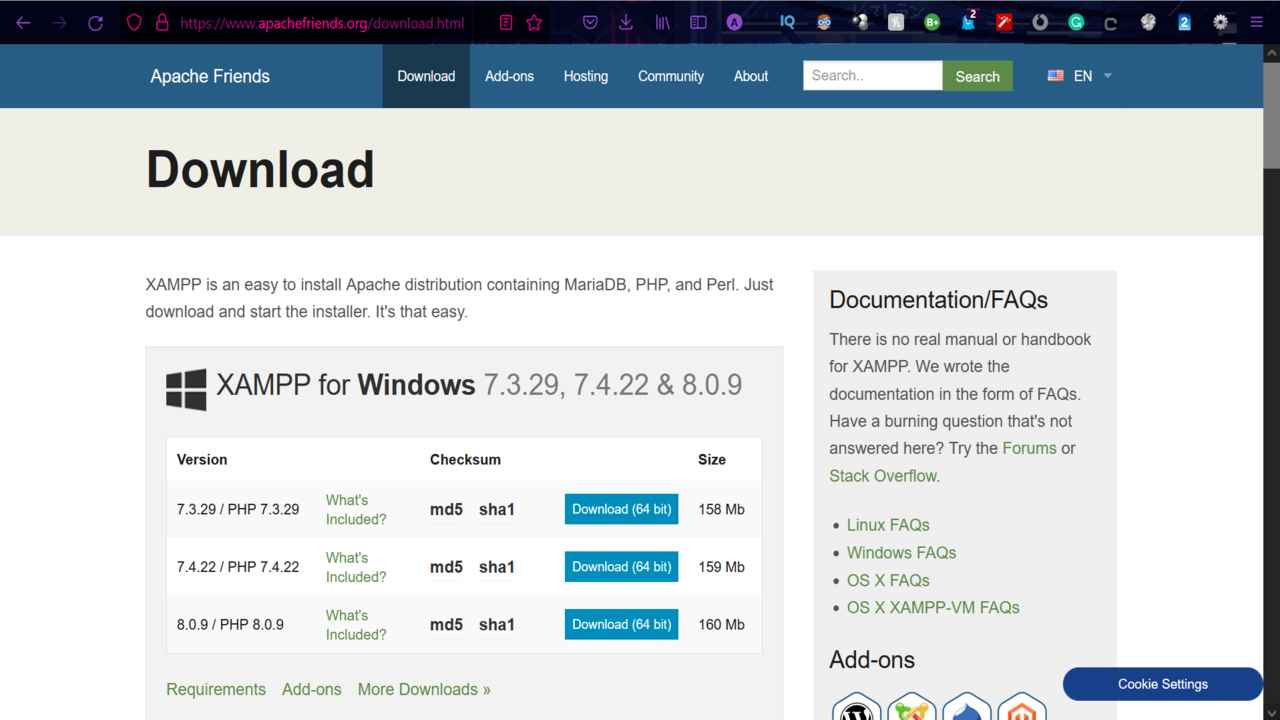 https://www.apachefriends.org/download.html
Apache Friends
Download
Add-ons
Hosting
Community
About
Search..
Search
EN
Download
XAMPP is an easy to install Apache distribution containing MariaDB, PHP, and Perl. Just
download and start the installer. It's that easy.
XAMPP for Windows 7.3.29, 7.4.22 & 8.0.9
Version Checksum Size
7.3.29 / PHP 7.3.29 What's Included? md5 sha1 Download (64 bit) 158 Mb
7.4.22 / PHP 7.4.22 What's Included? md5 sha1 Download (64 bit) 159 Mb
8.0.9 / PHP 8.0.9 What's Included? md5 sha1 Download (64 bit) 160 Mb
Requirements Add-ons More Downloads »
Documentation/FAQs
There is no real manual or handbook
for XAMPP. We wrote the
documentation in the form of FAQs.
Have a burning question that's not
answered here? Try the Forums or
Stack Overflow.
Linux FAQs
Windows FAQs
OS X FAQs
OS X XAMPP-VM FAQs
Add-ons
Cookie Settings